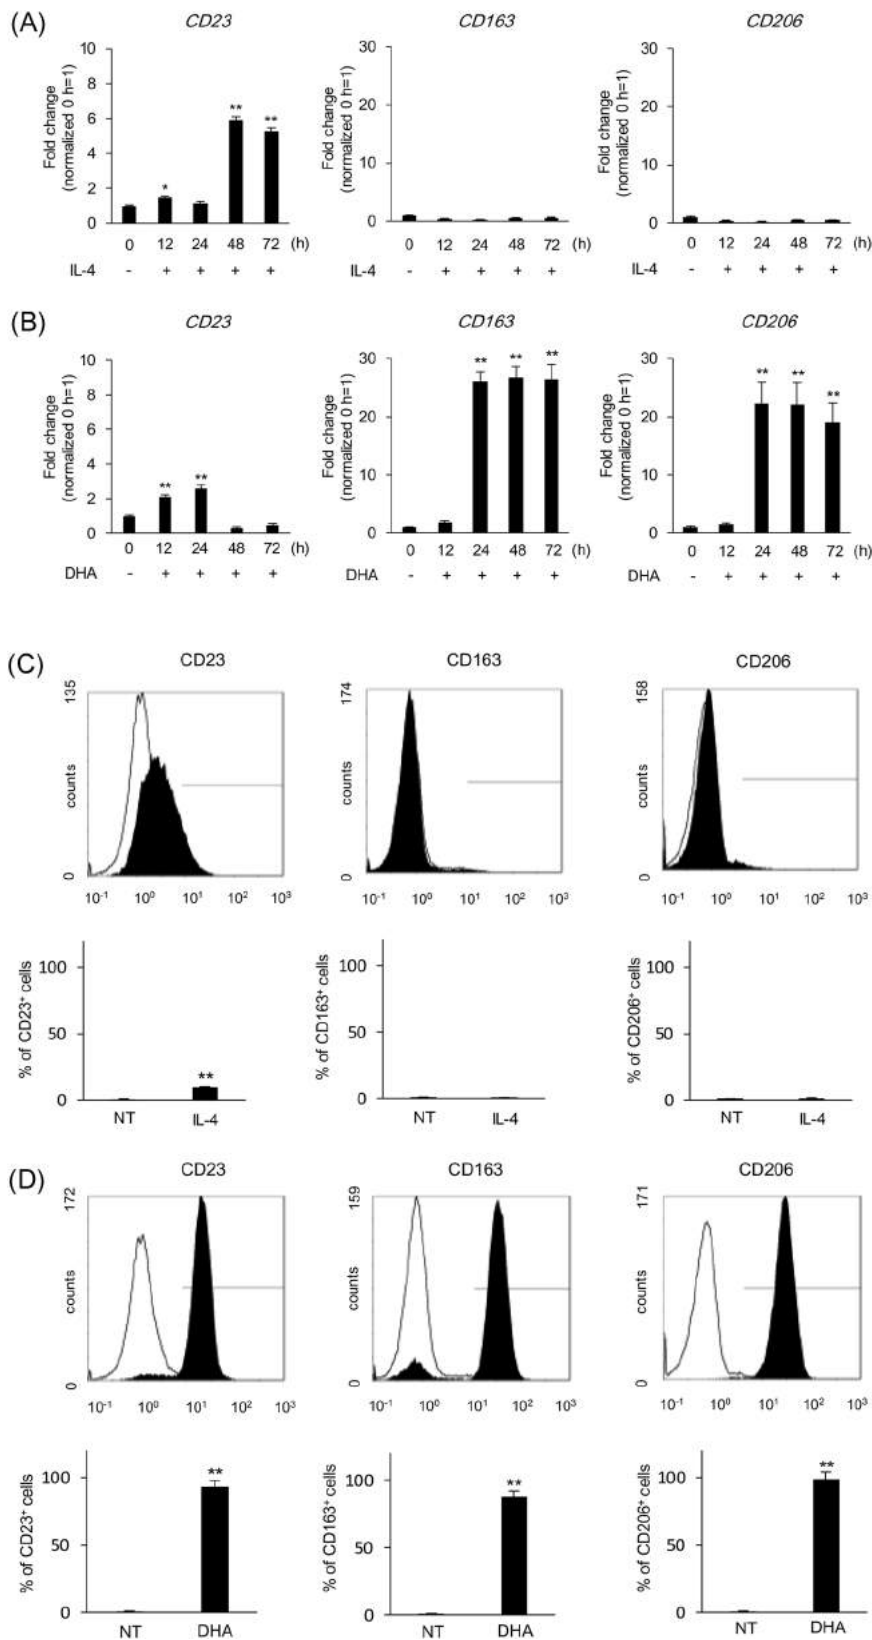 (A)
CD23 CD163 CD206
Fold change (normalized 0 h=1) Fold change (normalized 0 h=1) Fold change (normalized 0 h=1)
10 30 30
8
6 20 20
4
2 10 10
0 0 0
* ** **
0 12 24 48 72 (h) 0 12 24 48 72 (h) 0 12 24 48 72 (h)
IL-4 - + + + + IL-4 - + + + + IL-4 - + + + +
(B)
CD23 CD163 CD206
Fold change (normalized 0 h=1) Fold change (normalized 0 h=1) Fold change (normalized 0 h=1)
10 30 30
8
6 20 20
4
2 10 10
0 0 0
** ** ** ** ** ** ** **
0 12 24 48 72 (h) 0 12 24 48 72 (h) 0 12 24 48 72 (h)
DHA - + + + + DHA - + + + + DHA - + + + +
(C)
CD23 CD163 CD206
135 174 158
counts counts counts
0 0 0
10⁻¹ 10⁰ 10¹ 10² 10³ 10⁻¹ 10⁰ 10¹ 10² 10³ 10⁻¹ 10⁰ 10¹ 10² 10³
% of CD23⁺ cells % of CD163⁺ cells % of CD206⁺ cells
100 100 100
50 50 50
**
0 0 0
NT IL-4 NT IL-4 NT IL-4
(D)
CD23 CD163 CD206
172 159 171
counts counts counts
0 0 0
10⁻¹ 10⁰ 10¹ 10² 10³ 10⁻¹ 10⁰ 10¹ 10² 10³ 10⁻¹ 10⁰ 10¹ 10² 10³
% of CD23⁺ cells % of CD163⁺ cells % of CD206⁺ cells
** ** **
100 100 100
50 50 50
0 0 0
NT DHA NT DHA NT DHA